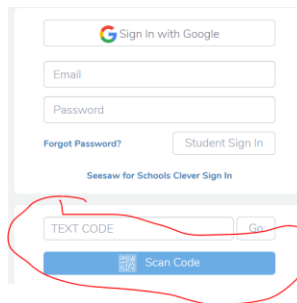 Sign In with Google
Email
Password
Forgot Password? Student Sign In
Seesaw for Schools Clever Sign In
TEXT CODE Go
Scan Code